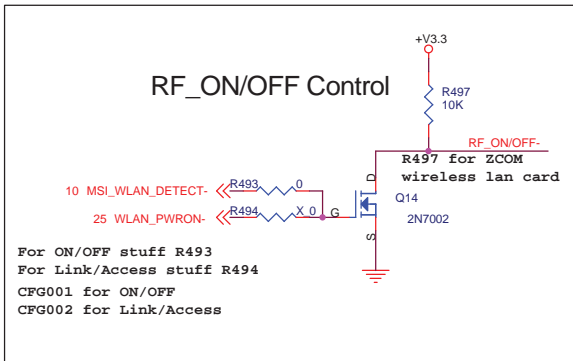 +V3.3
RF_ON/OFF Control
R497
10K
RF_ON/OFF-
R497 for ZCOM
wireless lan card
10 MSI_WLAN_DETECT- R493 0
25 WLAN_PWRON- R494 X_0
G
D
S
Q14
2N7002
For ON/OFF stuff R493
For Link/Access stuff R494
CFG001 for ON/OFF
CFG002 for Link/Access